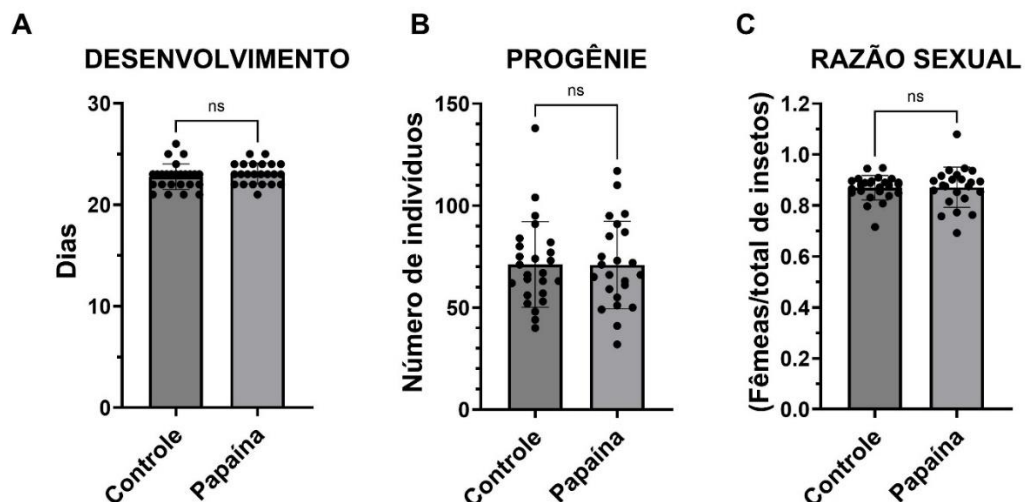 A
DESENVOLVIMENTO
Dias
30
20
10
0
ns
Controle
Papaína
B
PROGÊNIE
Número de indivíduos
150
100
50
0
ns
Controle
Papaína
C
RAZÃO SEXUAL
(Fêmeas/total de insetos)
1.2
1.0
0.8
0.6
0.4
0.2
0.0
ns
Controle
Papaína